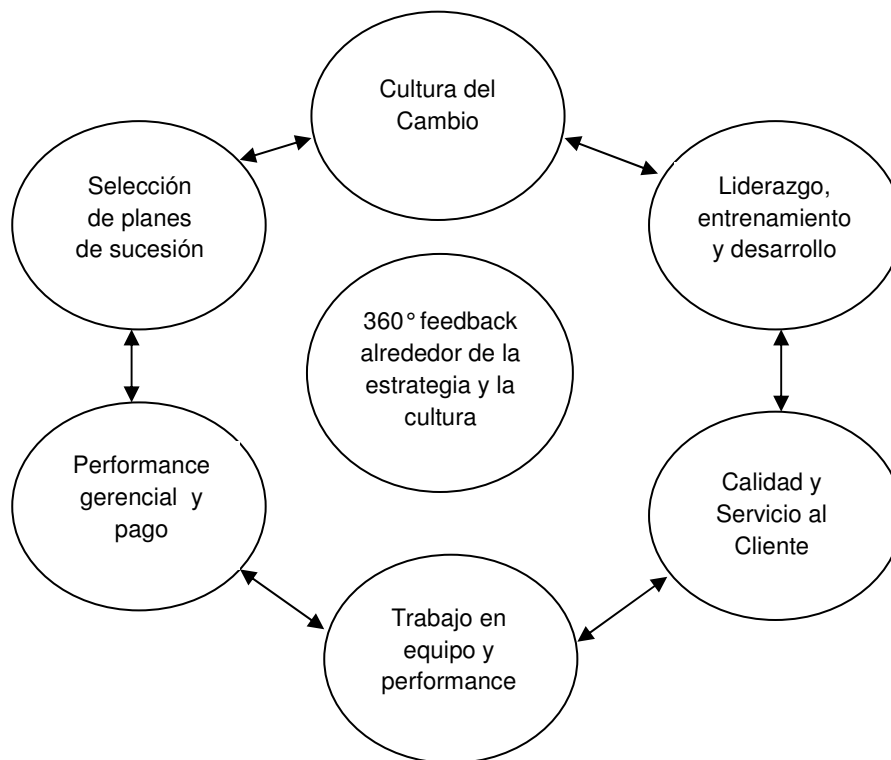 Cultura del
Cambio
Selección
de planes
de sucesión
Liderazgo,
entrenamiento
y desarrollo
360° feedback
alrededor de la
estrategia y la
cultura
Performance
gerencial y
pago
Calidad y
Servicio al
Cliente
Trabajo en
equipo y
performance